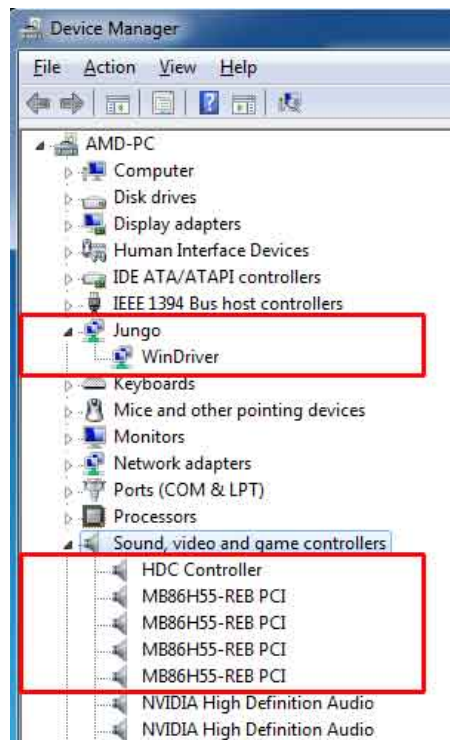 Device Manager
File Action View Help
AMD-PC
Computer
Disk drives
Display adapters
Human Interface Devices
IDE ATA/ATAPI controllers
IEEE 1394 Bus host controllers
Jungo
WinDriver
Keyboards
Mice and other pointing devices
Monitors
Network adapters
Ports (COM & LPT)
Processors
Sound, video and game controllers
HDC Controller
MB86H55-REB PCI
MB86H55-REB PCI
MB86H55-REB PCI
MB86H55-REB PCI
NVIDIA High Definition Audio
NVIDIA High Definition Audio